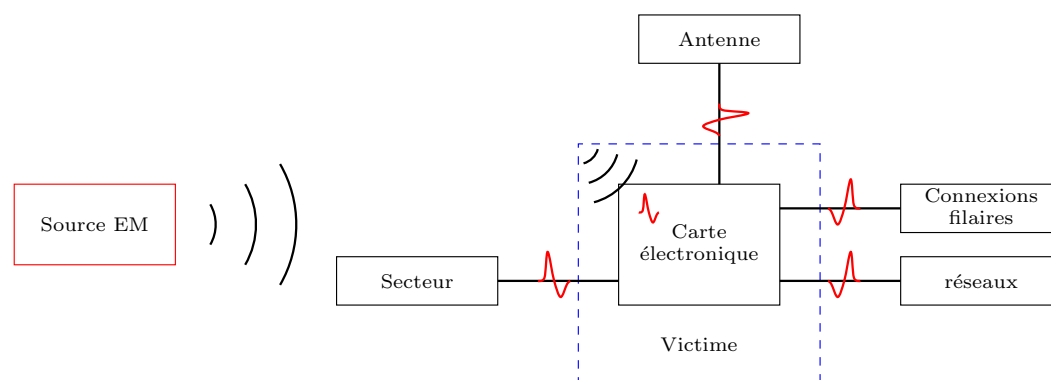 Antenne
Source EM
Connexions
filaires
Carte
électronique
Secteur
réseaux
Victime